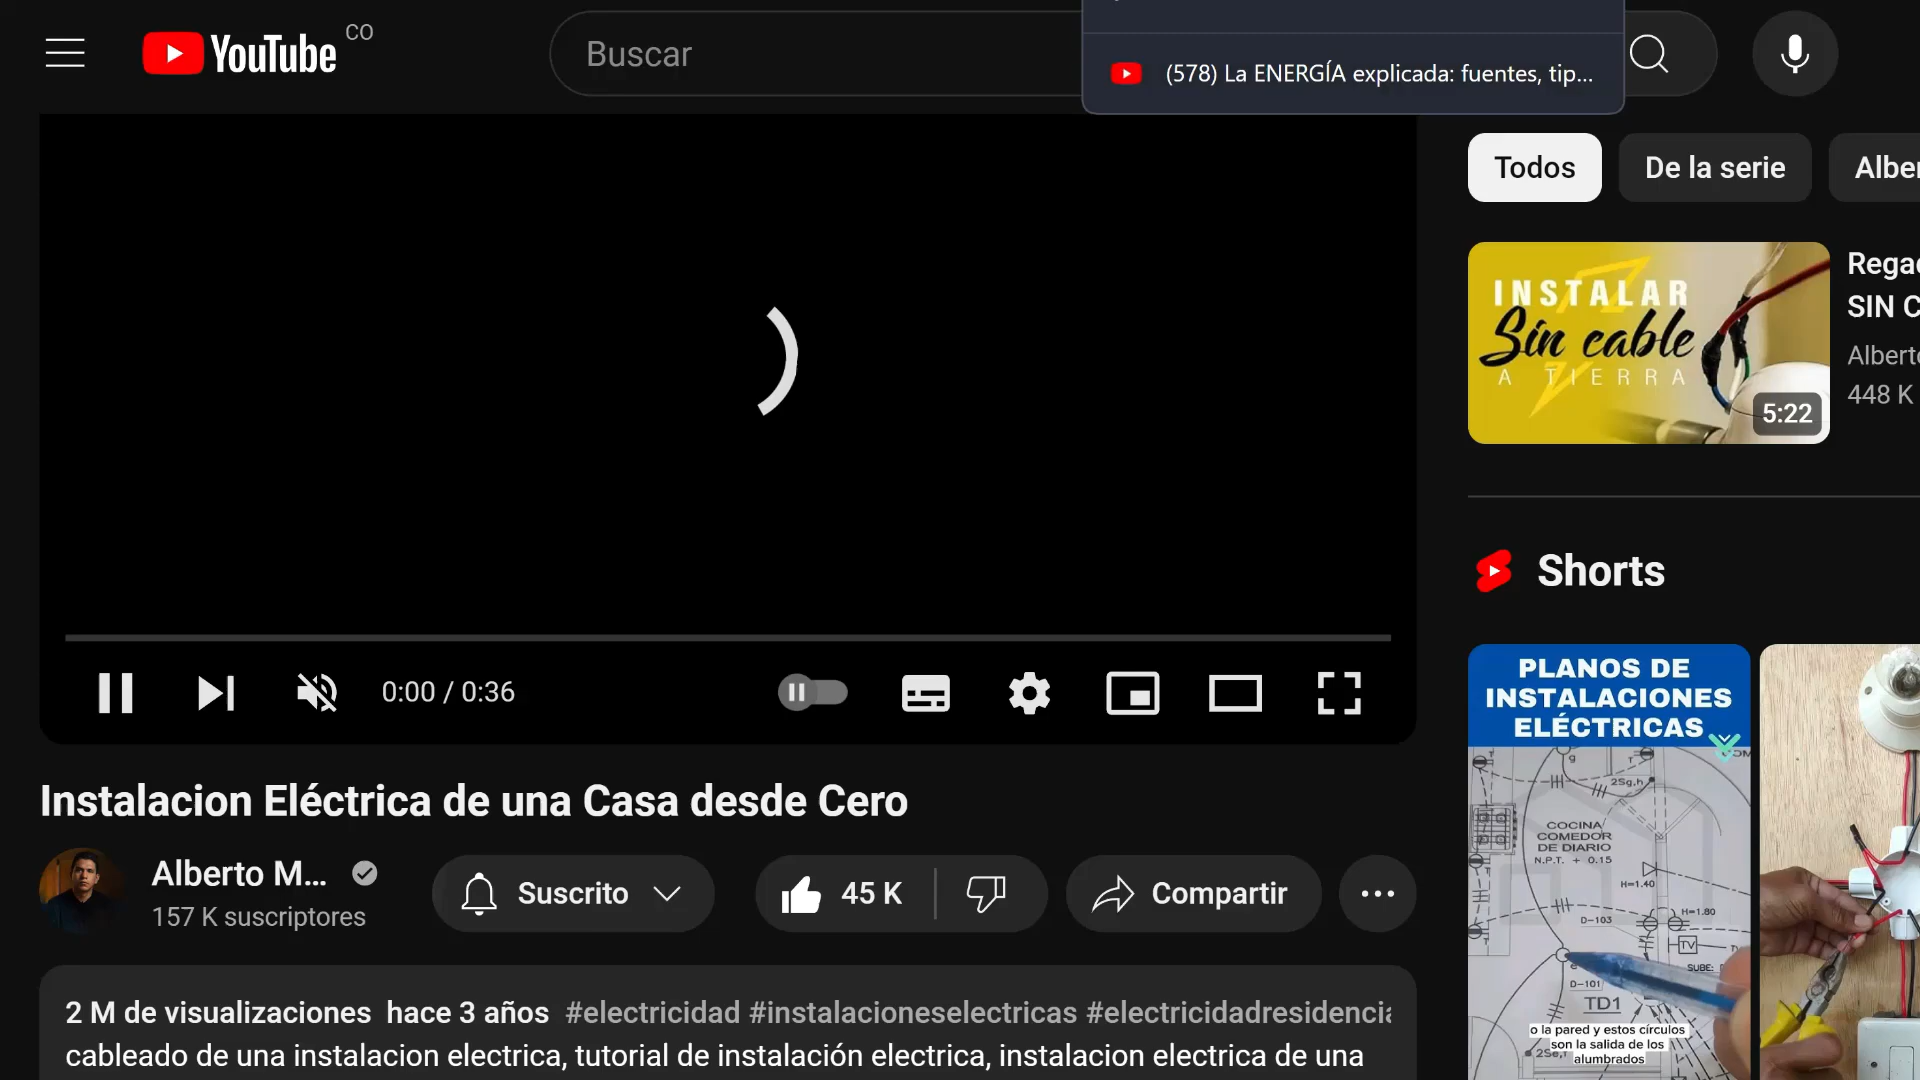 YouTube CO
Buscar
(578) La ENERGÍA explicada: fuentes, tip...
Todos
De la serie
INSTALAR
Sin cable
A TIERRA
5:22
SIN
448 K
0:00 / 0:36
Shorts
PLANOS DE
INSTALACIONES
ELÉCTRICAS
g
2Sg,h
COCINA/
COMEDOR
DE DIARIO
N.P.T. + 0.15
H=1.40
D-103
H=1.80
TV
SUBE:
D-101
TD1
o la pared y estos círculos
son la salida de los
alumbrados
Instalacion Eléctrica de una Casa desde Cero
Alberto M...
157 K suscriptores
Suscrito
45 K
Compartir
2 M de visualizaciones hace 3 años #electricidad #instalacioneselectricas #electricidadresidencia
cableado de una instalacion electrica, tutorial de instalación electrica, instalacion electrica de una